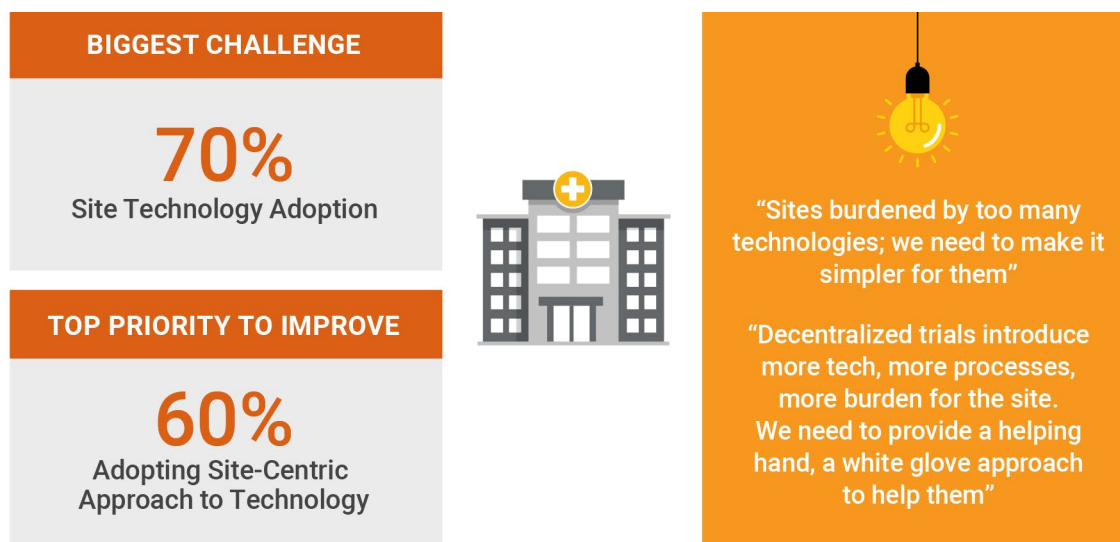 BIGGEST CHALLENGE
70%
Site Technology Adoption
TOP PRIORITY TO IMPROVE
60%
Adopting Site-Centric
Approach to Technology
“Sites burdened by too many
technologies; we need to make it
simpler for them”
“Decentralized trials introduce
more tech, more processes,
more burden for the site.
We need to provide a helping
hand, a white glove approach
to help them”